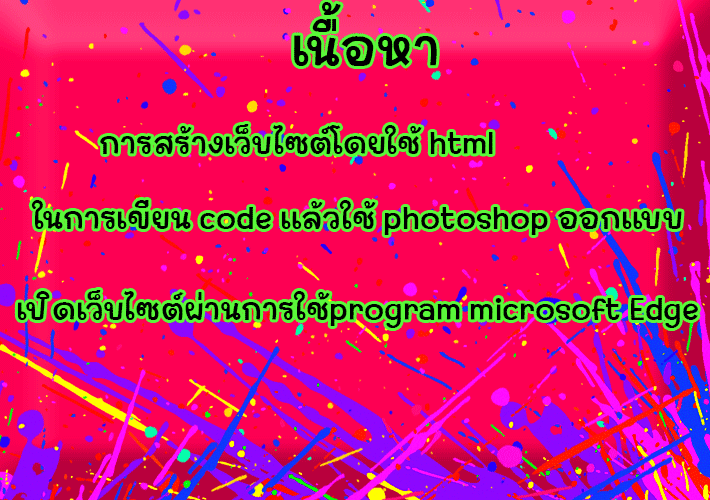 เนื้อหา
การสร้างเว็บไซต์โดยใช้ html
ในการเขียน code แล้วใช้ photoshop ออกแบบ
เปิดเว็บไซต์ผ่านการใช้program microsoft Edge